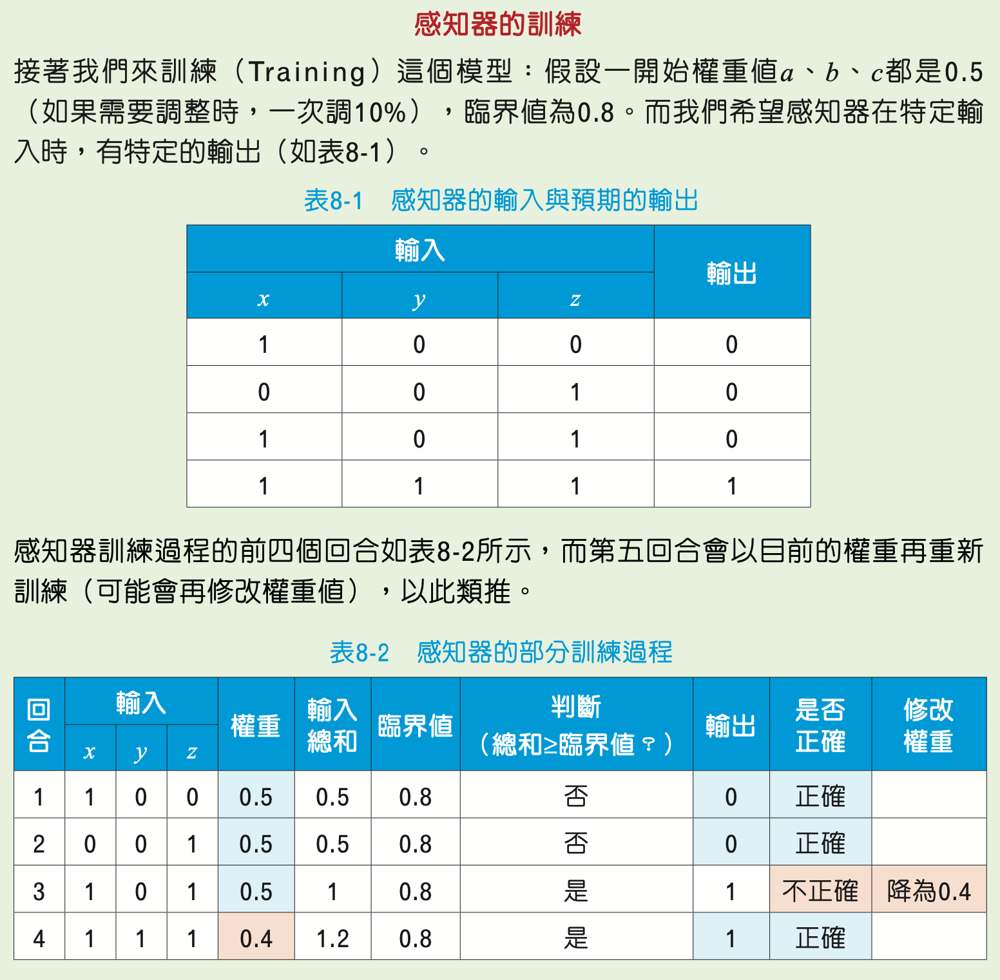 感知器的訓練
接著我們來訓練（Training）這個模型：假設一開始權重值a、b、c都是0.5
（如果需要調整時，一次調10%），臨界值為0.8。而我們希望感知器在特定輸
入時，有特定的輸出（如表8-1）。
表8-1　感知器的輸入與預期的輸出
輸入 輸出
x y z
1 0 0 0
0 0 1 0
1 0 1 0
1 1 1 1
感知器訓練過程的前四個回合如表8-2所示，而第五回合會以目前的權重再重新
訓練（可能會再修改權重值），以此類推。
表8-2　感知器的部分訓練過程
回合 輸入 權重 輸入總和 臨界值 判斷（總和≥臨界值？） 輸出 是否正確 修改權重
x y z
1 1 0 0 0.5 0.5 0.8 否 0 正確
2 0 0 1 0.5 0.5 0.8 否 0 正確
3 1 0 1 0.5 1 0.8 是 1 不正確 降為0.4
4 1 1 1 0.4 1.2 0.8 是 1 正確